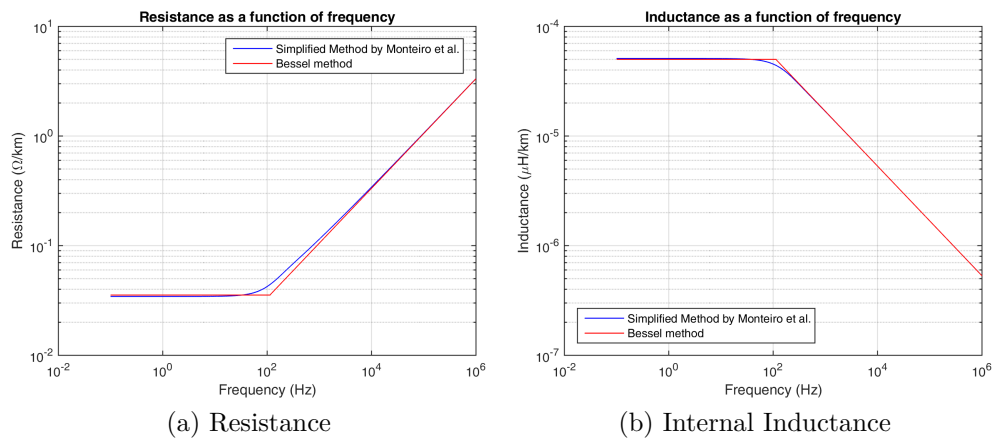 Resistance as a function of frequency
Simplified Method by Monteiro et al.
Bessel method
10^1
10^0
10^-1
10^-2
Resistance (Ω/km)
10^-2 10^0 10^2 10^4 10^6
Frequency (Hz)
(a) Resistance
Inductance as a function of frequency
10^-4
10^-5
10^-6
10^-7
Inductance (μH/km)
Simplified Method by Monteiro et al.
Bessel method
10^-2 10^0 10^2 10^4 10^6
Frequency (Hz)
(b) Internal Inductance